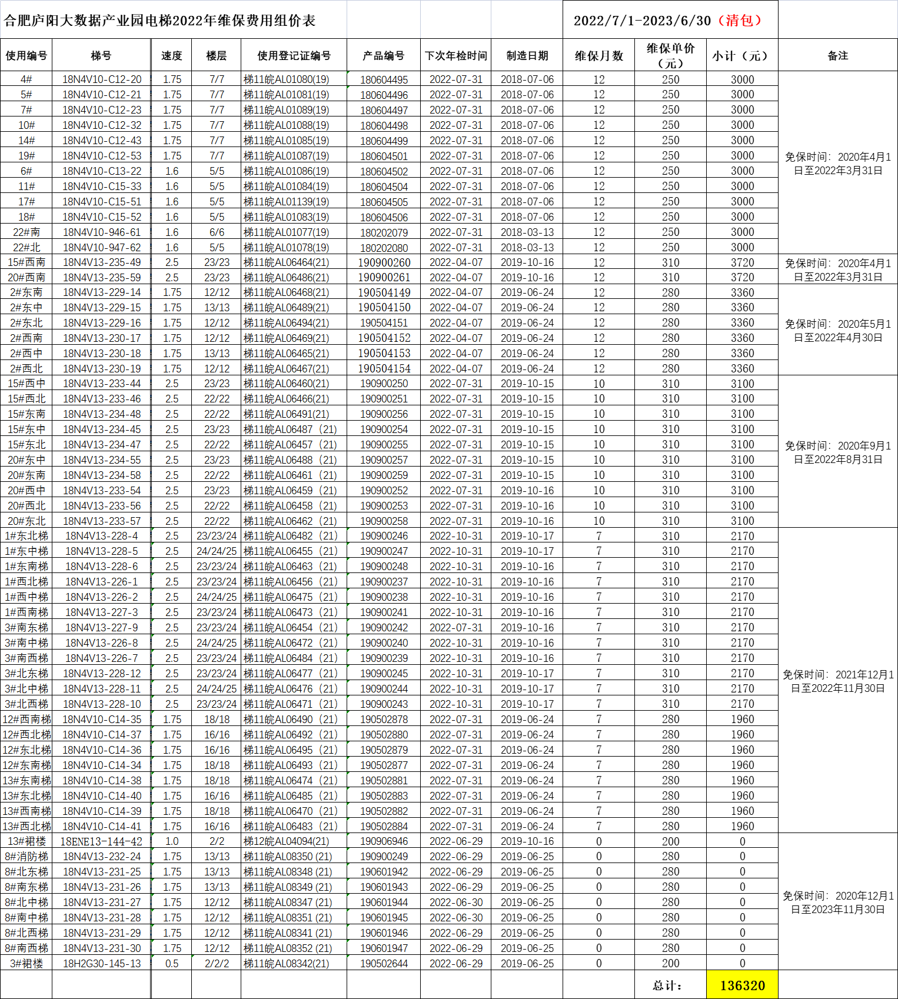 合肥庐阳大数据产业园电梯2022年维保费用组价表 2022/7/1-2023/6/30（清包）
使用编号 梯号 速度 楼层 使用登记证编号 产品编号 下次年检时间 制造日期 维保月数 维保单价（元） 小计（元） 备注
4# 18N4V10-C12-20 1.75 7/7 梯11皖AL01080(19) 180604495 2022-07-31 2018-07-06 12 250 3000
5# 18N4V10-C12-21 1.75 7/7 梯11皖AL01081(19) 180604496 2022-07-31 2018-07-06 12 250 3000
7# 18N4V10-C12-23 1.75 7/7 梯11皖AL01089(19) 180604497 2022-07-31 2018-07-06 12 250 3000
10# 18N4V10-C12-32 1.75 7/7 梯11皖AL01088(19) 180604498 2022-07-31 2018-07-06 12 250 3000
14# 18N4V10-C12-43 1.75 7/7 梯11皖AL01085(19) 180604499 2022-07-31 2018-07-06 12 250 3000
19# 18N4V10-C12-53 1.75 7/7 梯11皖AL01087(19) 180604501 2022-07-31 2018-07-06 12 250 3000
免保时间：2020年4月1
日至2022年3月31日
6# 18N4V10-C13-22 1.6 5/5 梯11皖AL01086(19) 180604502 2022-07-31 2018-07-06 12 250 3000
11# 18N4V10-C15-33 1.6 5/5 梯11皖AL01084(19) 180604504 2022-07-31 2018-07-06 12 250 3000
17# 18N4V10-C15-51 1.6 5/5 梯11皖AL01139(19) 180604505 2022-07-31 2018-07-06 12 250 3000
18# 18N4V10-C15-52 1.6 5/5 梯11皖AL01083(19) 180604506 2022-07-31 2018-07-06 12 250 3000
22#南 18N4V10-946-61 1.6 6/6 梯11皖AL01077(19) 180202079 2022-07-31 2018-03-13 12 250 3000
22#北 18N4V10-947-62 1.6 5/5 梯11皖AL01078(19) 180202080 2022-07-31 2018-03-13 12 250 3000
15#西南 18N4V13-235-49 2.5 23/23 梯11皖AL06464(21) 190900260 2022-04-07 2019-10-16 12 310 3720 免保时间：2020年4月1
20#西南 18N4V13-235-59 2.5 23/23 梯11皖AL06486(21) 190900261 2022-04-07 2019-10-16 12 310 3720 日至2022年3月31日
2#东南 18N4V13-229-14 1.75 12/12 梯11皖AL06468(21) 190504149 2022-04-07 2019-06-24 12 280 3360
2#东中 18N4V13-229-15 1.75 13/13 梯11皖AL06489(21) 190504150 2022-04-07 2019-06-24 12 280 3360
2#东北 18N4V13-229-16 1.75 12/12 梯11皖AL06494(21) 190504151 2022-04-07 2019-06-24 12 280 3360 免保时间：2020年5月1
2#西南 18N4V13-230-17 1.75 12/12 梯11皖AL06469(21) 190504152 2022-04-07 2019-06-24 12 280 3360 日至2022年4月30日
2#西中 18N4V13-230-18 1.75 13/13 梯11皖AL06465(21) 190504153 2022-04-07 2019-06-24 12 280 3360
2#西北 18N4V13-230-19 1.75 12/12 梯11皖AL06467(21) 190504154 2022-04-07 2019-06-24 12 280 3360
15#西中 18N4V13-233-44 2.5 23/23 梯11皖AL06460(21) 190900250 2022-07-31 2019-10-15 10 310 3100
15#西北 18N4V13-233-46 2.5 22/22 梯11皖AL06466(21) 190900251 2022-07-31 2019-10-15 10 310 3100
15#东南 18N4V13-234-48 2.5 22/22 梯11皖AL06491(21) 190900256 2022-07-31 2019-10-15 10 310 3100
15#东中 18N4V13-234-45 2.5 23/23 梯11皖AL06487（21) 190900254 2022-07-31 2019-10-15 10 310 3100
15#东北 18N4V13-234-47 2.5 22/22 梯11皖AL06457（21) 190900255 2022-07-31 2019-10-15 10 310 3100 免保时间：2020年9月1
20#东中 18N4V13-234-55 2.5 23/23 梯11皖AL06488（21) 190900257 2022-07-31 2019-10-15 10 310 3100 日至2022年8月31日
20#东南 18N4V13-234-58 2.5 22/22 梯11皖AL06461（21) 190900259 2022-07-31 2019-10-15 10 310 3100
20#西中 18N4V13-233-54 2.5 23/23 梯11皖AL06459（21) 190900252 2022-07-31 2019-10-16 10 310 3100
20#西北 18N4V13-233-56 2.5 22/22 梯11皖AL06458（21) 190900253 2022-07-31 2019-10-16 10 310 3100
20#东北 18N4V13-233-57 2.5 22/22 梯11皖AL06462（21) 190900258 2022-07-31 2019-10-16 10 310 3100
1#东北梯 18N4V13-228-4 2.5 23/23/24 梯11皖AL06482（21） 190900246 2022-10-31 2019-10-17 7 310 2170
1#东中梯 18N4V13-228-5 2.5 24/24/25 梯11皖AL06455（21） 190900247 2022-10-31 2019-10-17 7 310 2170
1#东南梯 18N4V13-228-6 2.5 23/23/24 梯11皖AL06463（21) 190900248 2022-10-31 2019-10-16 7 310 2170
1#西北梯 18N4V13-226-1 2.5 23/23/24 梯11皖AL06456（21） 190900237 2022-10-31 2019-10-16 7 310 2170
1#西中梯 18N4V13-226-2 2.5 24/24/25 梯11皖AL06475（21） 190900238 2022-10-31 2019-10-16 7 310 2170
1#西南梯 18N4V13-227-3 2.5 23/23/24 梯11皖AL06473（21） 190900241 2022-10-31 2019-10-16 7 310 2170
3#南东梯 18N4V13-227-9 2.5 23/23/24 梯11皖AL06454（21） 190900242 2022-07-31 2019-10-16 7 310 2170
3#南中梯 18N4V13-226-8 2.5 24/24/25 梯11皖AL06472（21） 190900240 2022-10-31 2019-10-16 7 310 2170
3#南西梯 18N4V13-226-7 2.5 23/23/24 梯11皖AL06484（21） 190900239 2022-10-31 2019-10-16 7 310 2170
3#北东梯 18N4V13-228-12 2.5 23/23/24 梯11皖AL06477（21） 190900245 2022-10-31 2019-10-17 7 310 2170 免保时间：2021年12月1
3#北中梯 18N4V13-228-11 2.5 24/24/25 梯11皖AL06476（21） 190900244 2022-10-31 2019-10-17 7 310 2170 日至2022年11月30日
3#北西梯 18N4V13-228-10 2.5 23/23/24 梯11皖AL06471（21） 190900243 2022-10-31 2019-10-17 7 310 2170
12#西南梯 18N4V10-C14-35 1.75 18/18 梯11皖AL06490（21） 190502878 2022-07-31 2019-06-24 7 280 1960
12#西北梯 18N4V10-C14-37 1.75 16/16 梯11皖AL06492（21） 190502880 2022-07-31 2019-06-24 7 280 1960
12#东北梯 18N4V10-C14-36 1.75 16/16 梯11皖AL06495（21） 190502879 2022-07-31 2019-06-24 7 280 1960
12#东南梯 18N4V10-C14-34 1.75 18/18 梯11皖AL06493（21） 190502877 2022-07-31 2019-06-24 7 280 1960
13#东南梯 18N4V10-C14-38 1.75 18/18 梯11皖AL06474（21） 190502881 2022-07-31 2019-06-24 7 280 1960
13#东北梯 18N4V10-C14-40 1.75 16/16 梯11皖AL06485（21） 190502883 2022-07-31 2019-06-24 7 280 1960
13#西南梯 18N4V10-C14-39 1.75 18/18 梯11皖AL06470（21） 190502882 2022-07-31 2019-06-24 7 280 1960
13#西北梯 18N4V10-C14-41 1.75 16/16 梯11皖AL06483（21） 190502884 2022-07-31 2019-06-24 7 280 1960
13#裙楼 18ENE13-144-42 1.0 2/2 梯12皖AL04094(21) 190906946 2022-06-29 2019-10-16 0 200 0
8#消防梯 18N4V13-232-24 1.75 13/13 梯11皖AL08350 (21) 190900249 2022-06-29 2019-06-25 0 280 0
8#北东梯 18N4V13-231-25 1.75 13/13 梯11皖AL08348 (21) 190601942 2022-06-29 2019-06-25 0 280 0
8#南东梯 18N4V13-231-26 1.75 13/13 梯11皖AL08349 (21) 190601943 2022-06-29 2019-06-25 0 280 0
8#北中梯 18N4V13-231-27 1.75 12/12 梯11皖AL08347 (21) 190601944 2022-06-30 2019-06-25 0 280 0 免保时间：2020年12月1
8#南中梯 18N4V13-231-28 1.75 12/12 梯11皖AL08351 (21) 190601945 2022-06-30 2019-06-25 0 280 0 日至2023年11月30日
8#北西梯 18N4V13-231-29 1.75 12/12 梯11皖AL08341 (21) 190601946 2022-06-29 2019-06-25 0 280 0
8#南西梯 18N4V13-231-30 1.75 12/12 梯11皖AL08352 (21) 190601947 2022-06-29 2019-06-25 0 280 0
3#裙楼 18H2G30-145-13 0.5 2/2/2 梯11皖AL08342(21) 190502644 2022-06-29 2019-06-25 0 200 0
总计： 136320